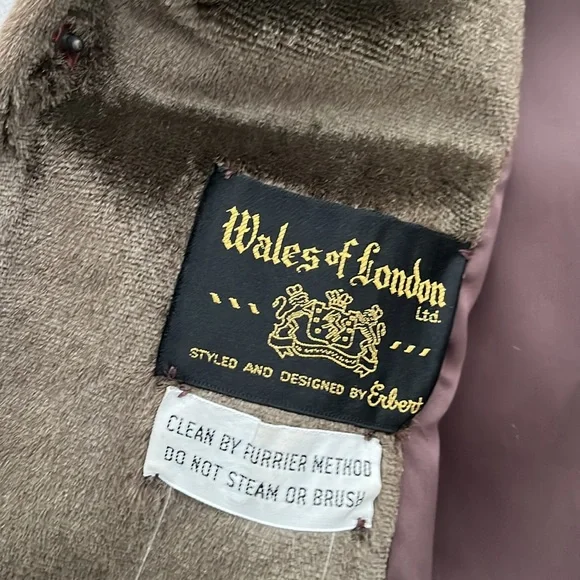 Wales of London
Ltd.
STYLED AND DESIGNED BY Erbert
CLEAN BY FURRIER METHOD
DO NOT STEAM OR BRUSH